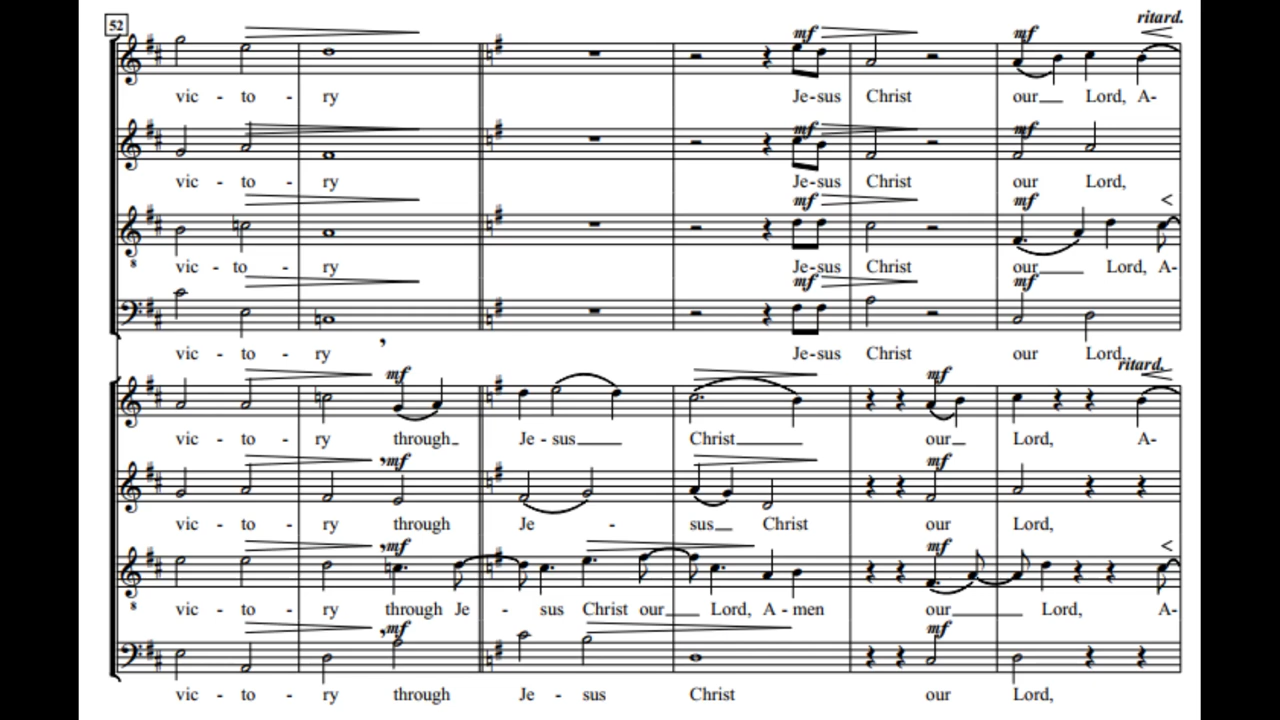 52
ritard.
mf mf
vic - to - ry Je-sus Christ our Lord, A-
mf mf
vic - to - ry Je-sus Christ our Lord,
mf mf
8
vic - to - ry Je-sus Christ our Lord, A-
mf mf
vic - to - ry Je-sus Christ our Lord,
ritard.
mf mf
vic - to - ry through Je - sus Christ our Lord, A-
mf mf
vic - to - ry through Je - sus Christ our Lord,
mf mf
8
vic - to - ry through Je - sus Christ our Lord, A - men our Lord, A-
mf mf
vic - to - ry through Je - sus Christ our Lord,